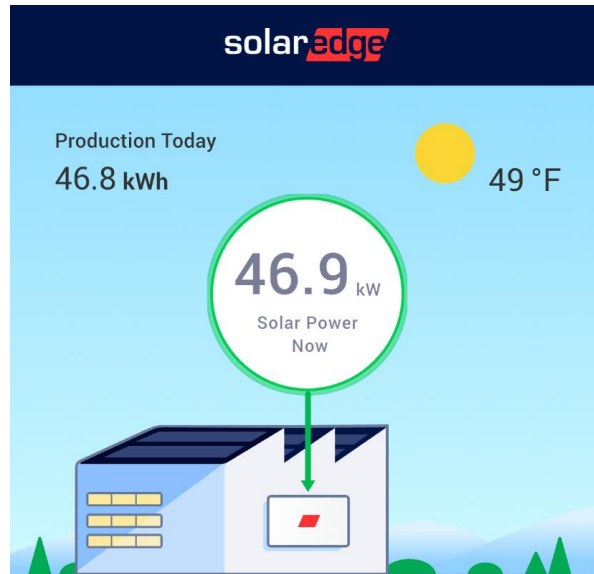 solaredge
Production Today
46.8 kWh
49 °F
46.9 kW
Solar Power
Now